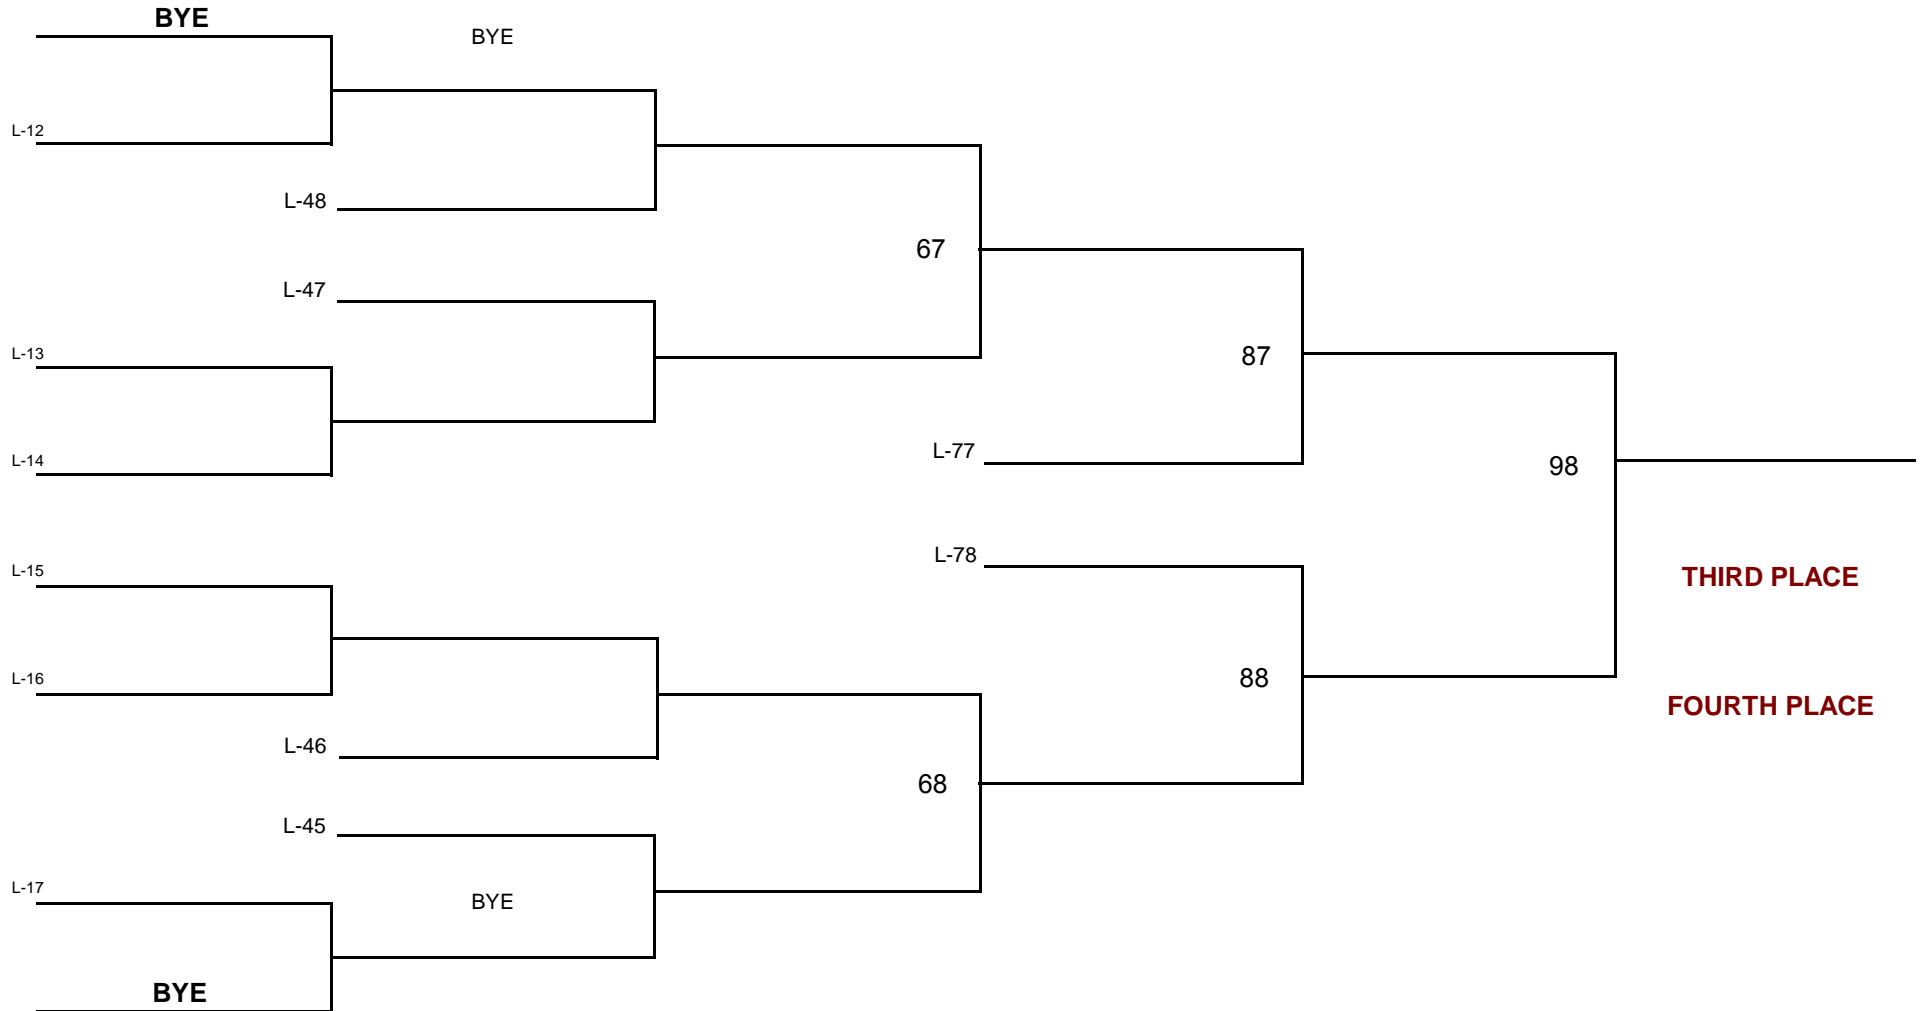 BYE
BYE
L-12
L-48
67
L-47
L-13
87
L-77
L-14
98
L-78
L-15
THIRD PLACE
L-16
88
FOURTH PLACE
L-46
68
L-45
L-17
BYE
BYE